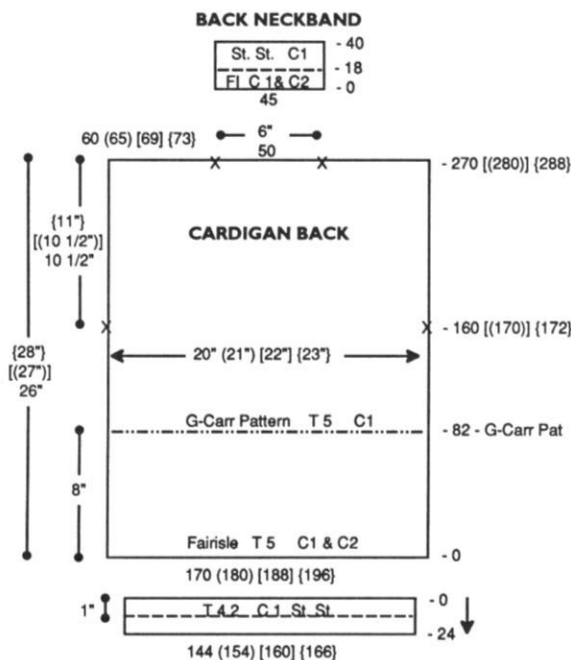 BACK NECKBAND
- 40
St. St. C1
- 18
FI C 1& C2
- 0
45
60 (65) [69] {73}
6"
50
X X
- 270 [(280)] {288}
{11"}
[(10 1/2")]
10 1/2"
CARDIGAN BACK
X X
- 160 [(170)] {172}
20" (21") [22"] {23"}
{28"}
[(27")]
26"
G-Carr Pattern T 5 C1
- 82 - G-Carr Pat
8"
Fairisle T 5 C1 & C2
- 0
170 (180) [188] {196}
- 0
1"
T 4.2 C 1 St St
- 24
144 (154) [160] {166}